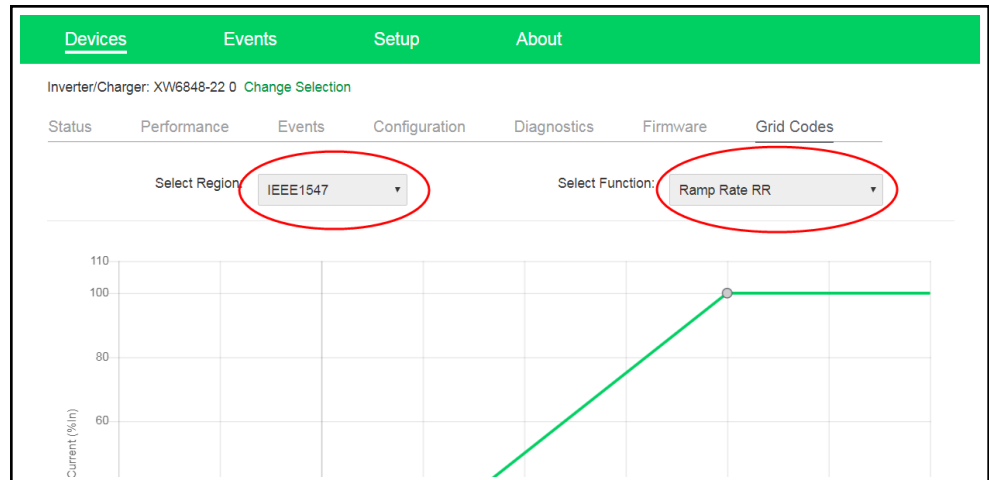 Devices Events Setup About
Inverter/Charger: XW6848-22 0 Change Selection
Status Performance Events Configuration Diagnostics Firmware Grid Codes
Select Region: IEEE1547 Select Function: Ramp Rate RR
110
100
80
60
Current (%In)